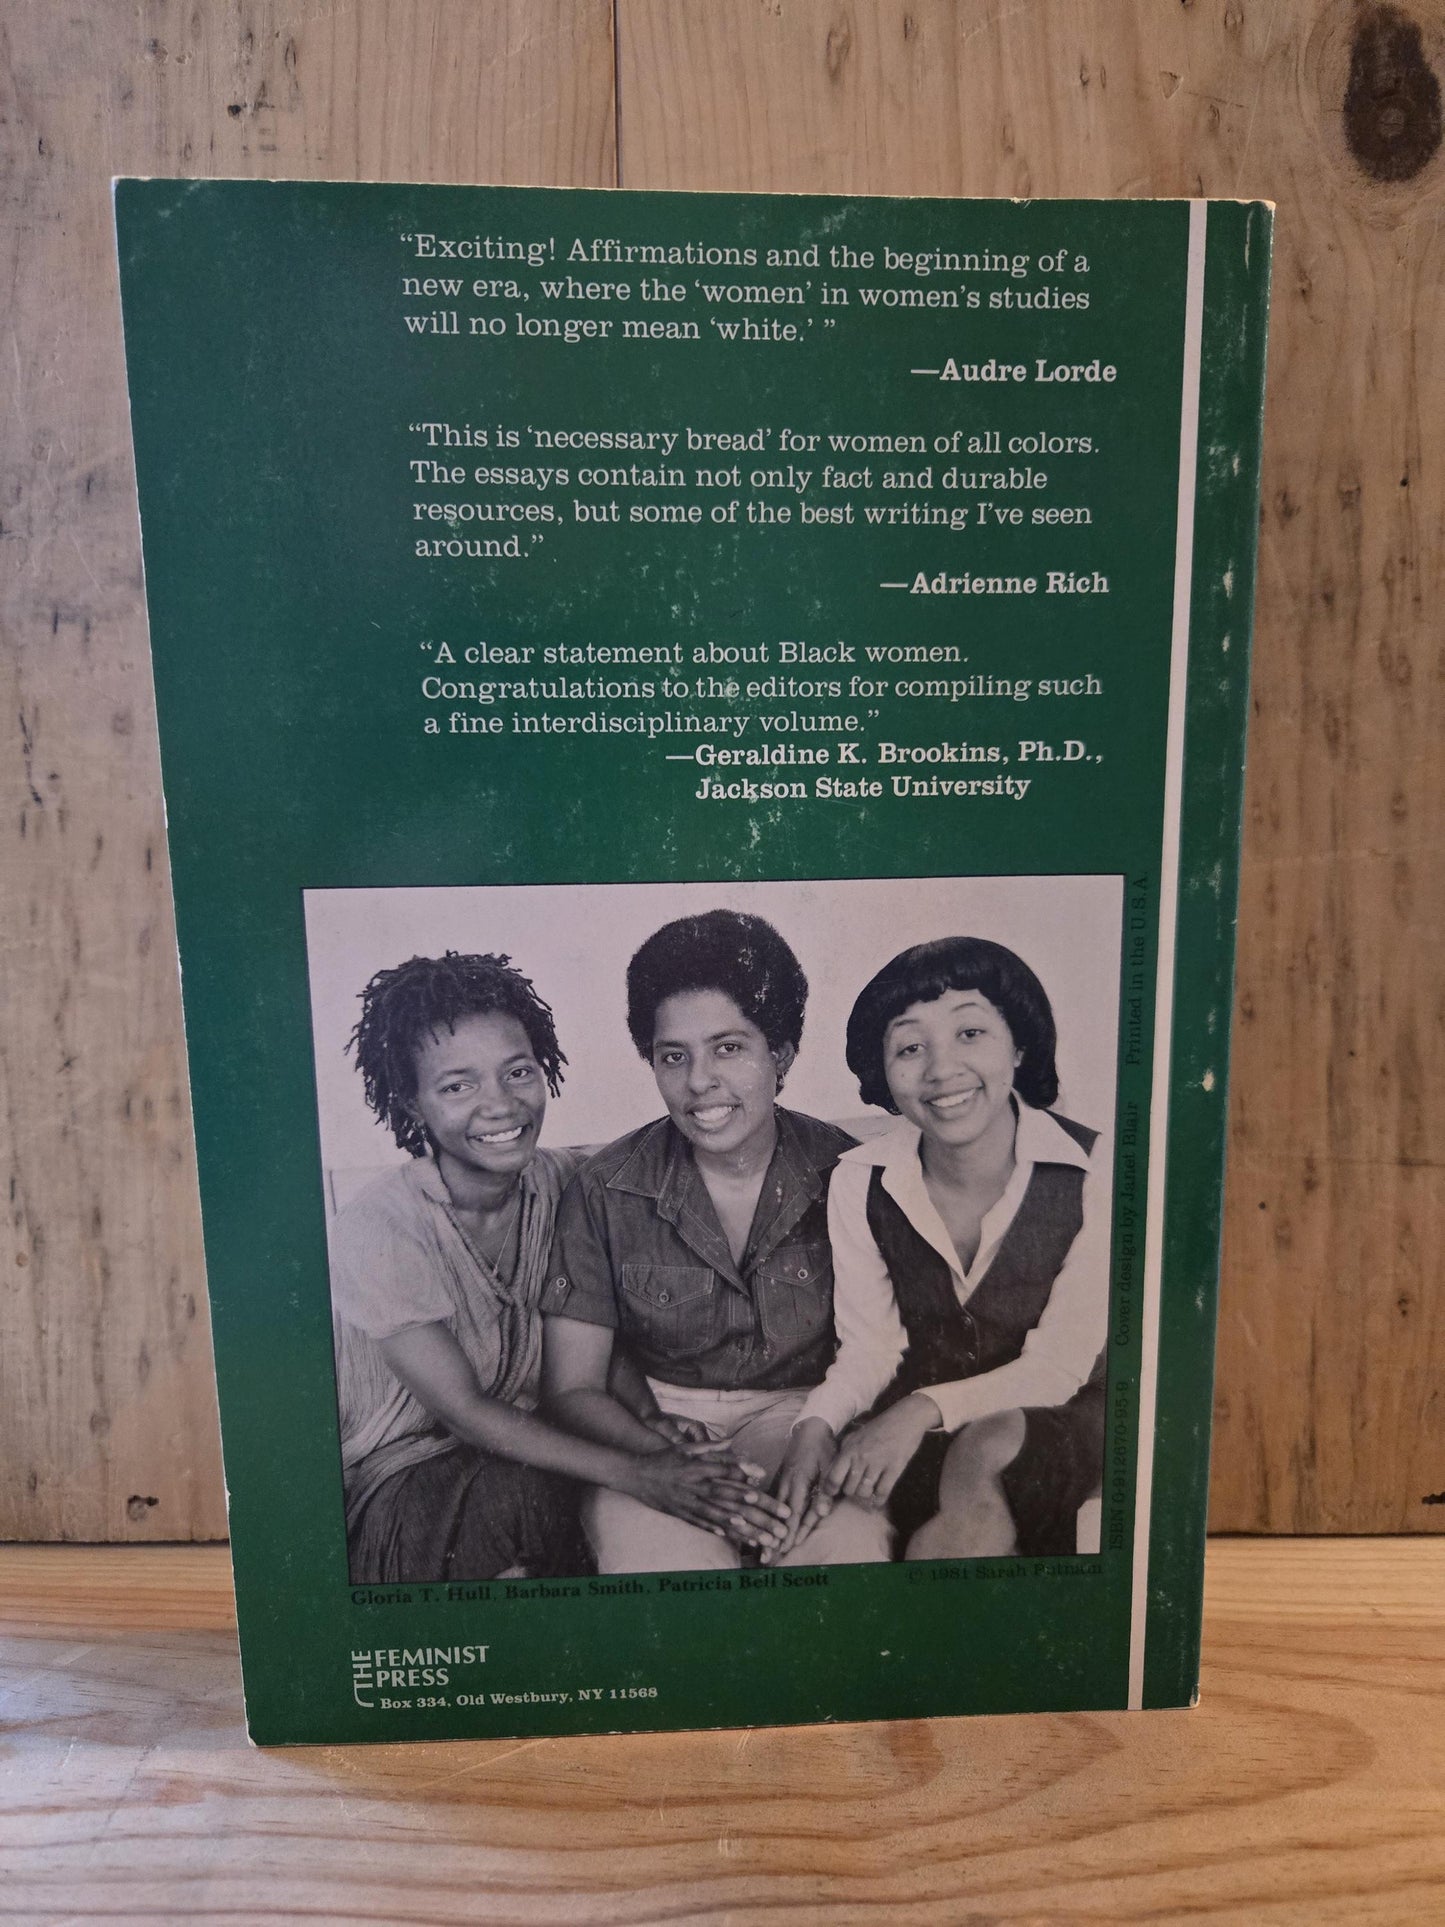 “Exciting! Affirmations and the beginning of a
new era, where the ‘women’ in women’s studies
will no longer mean ‘white.’ ”
—Audre Lorde
“This is ‘necessary bread’ for women of all colors.
The essays contain not only fact and durable
resources, but some of the best writing I’ve seen
around.”
—Adrienne Rich
“A clear statement about Black women.
Congratulations to the editors for compiling such
a fine interdisciplinary volume.”
—Geraldine K. Brookins, Ph.D.,
Jackson State University
ISBN 0-912670-95-9 Cover design by Janet Blair Printed in the U.S.A.
Gloria T. Hull, Barbara Smith, Patricia Bell Scott © 1981 Sarah Putnam
THE FEMINIST
PRESS
Box 334, Old Westbury, NY 11568